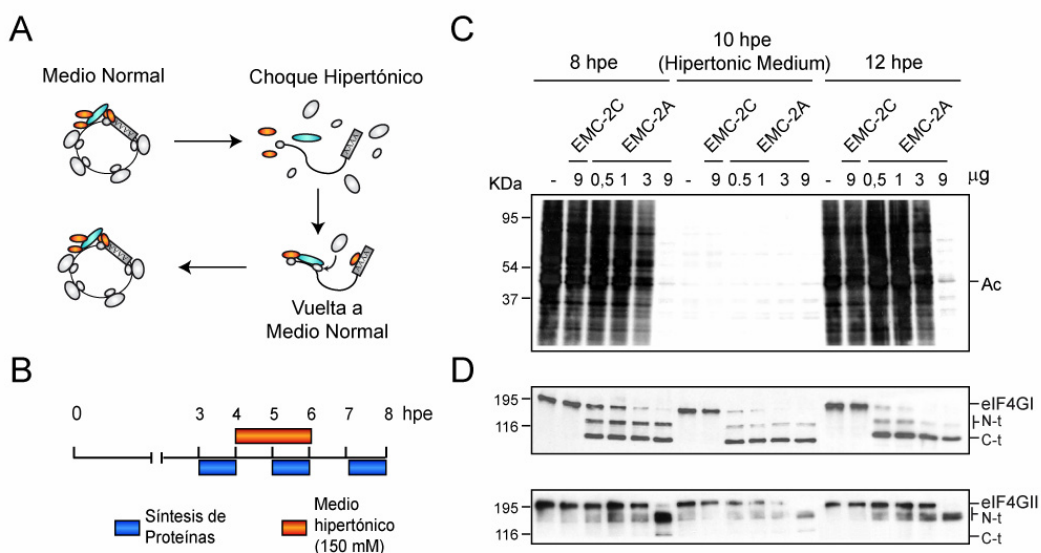 A
Medio Normal
Choque Hipertónico
Vuelta a
Medio Normal
B
0 3 4 5 6 7 8 hpe
Síntesis de
Proteínas
Medio
hipertónico
(150 mM)
C
8 hpe
10 hpe
(Hipertonic Medium)
12 hpe
EMC-2C EMC-2A EMC-2C EMC-2A EMC-2C EMC-2A
KDa - 9 0,5 1 3 9 - 9 0.5 1 3 9 - 9 0,5 1 3 9 μg
95
54
37
Ac
D
195
116
eIF4GI
N-t
C-t
195
116
eIF4GII
N-t
C-t